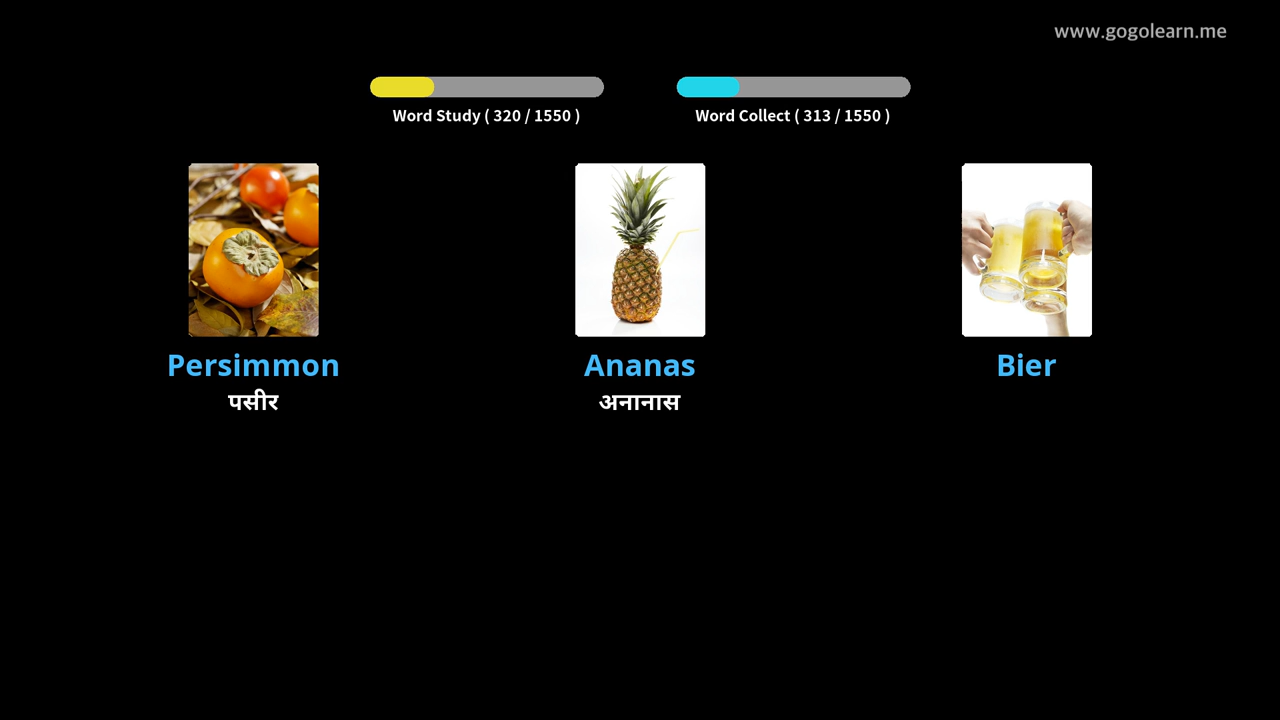 www.gogolearn.me
Word Study ( 320 / 1550 )
Word Collect ( 313 / 1550 )
Persimmon
पसीर
Ananas
अनानास
Bier